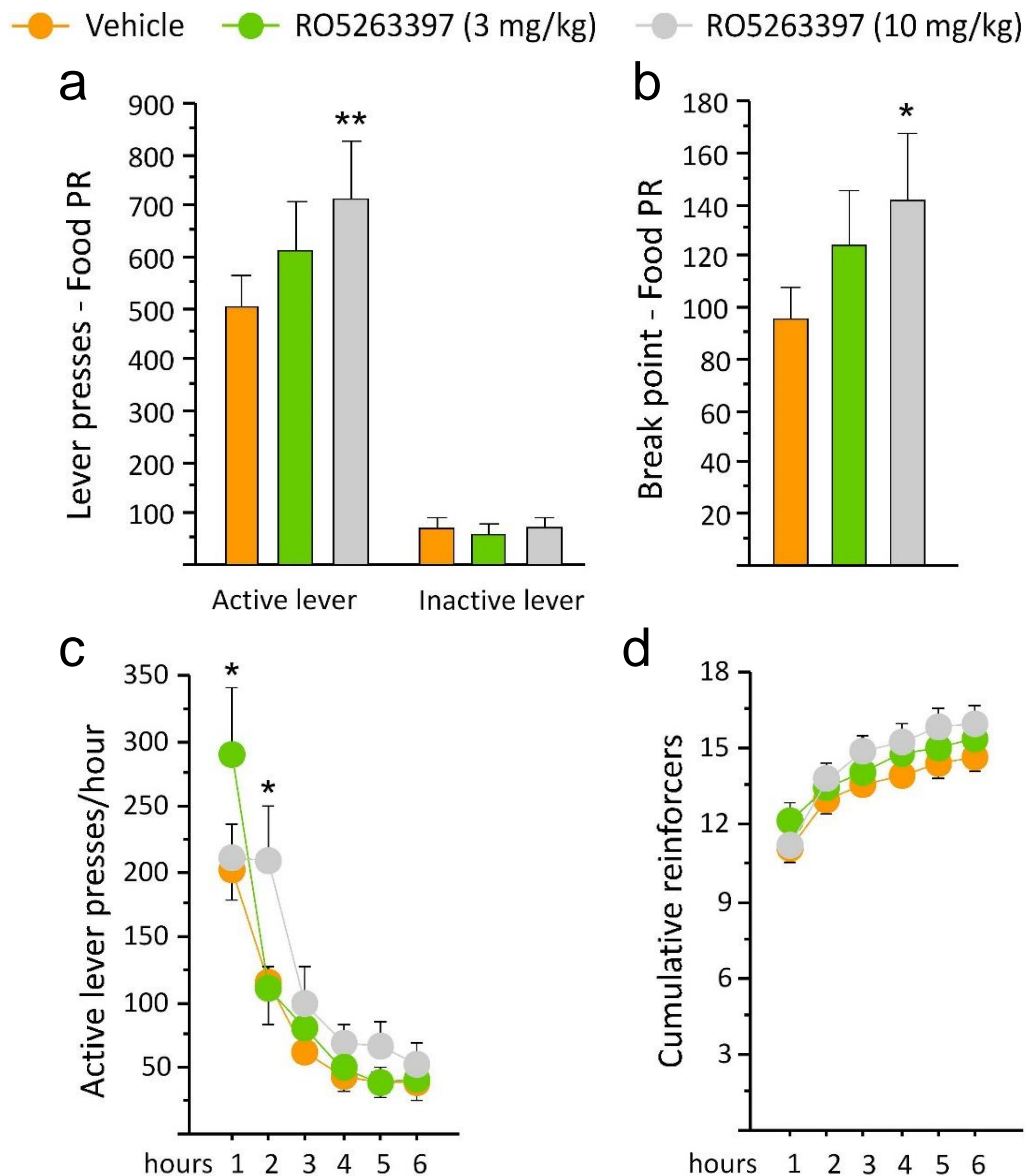 Vehicle RO5263397 (3 mg/kg) RO5263397 (10 mg/kg)
a
Lever presses - Food PR
900
800
700
600
500
400
300
200
100
**
Active lever Inactive lever
b
Break point - Food PR
180
160
140
120
100
80
60
40
20
*
c
Active lever presses/hour
350
300
250
200
150
100
50
*
*
hours 1 2 3 4 5 6
d
Cumulative reinforcers
18
15
12
9
6
3
hours 1 2 3 4 5 6